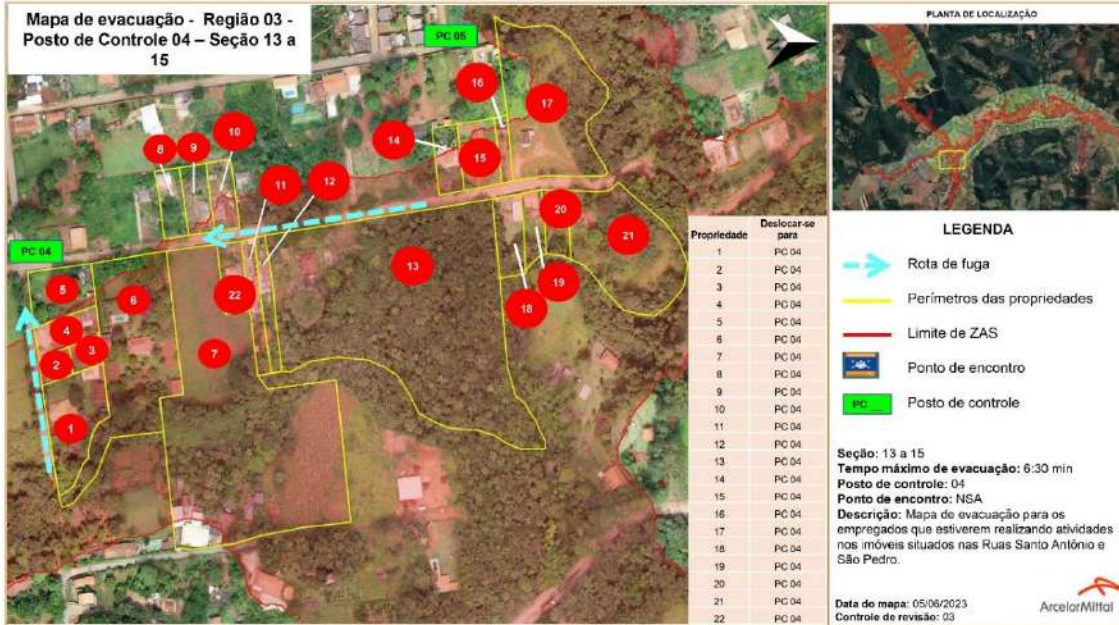 Mapa de evacuação - Região 03 -
Posto de Controle 04 – Seção 13 a
15
PC 05
16
17
14
15
10
9
8
11
12
20
21
13
19
18
22
PC 04
5
6
4
3
2
7
1
Propriedade Deslocar-se para
1 PC 04
2 PC 04
3 PC 04
4 PC 04
5 PC 04
6 PC 04
7 PC 04
8 PC 04
9 PC 04
10 PC 04
11 PC 04
12 PC 04
13 PC 04
14 PC 04
15 PC 04
16 PC 04
17 PC 04
18 PC 04
19 PC 04
20 PC 04
21 PC 04
22 PC 04
PLANTA DE LOCALIZAÇÃO
LEGENDA
Rota de fuga
Perímetros das propriedades
Limite de ZAS
Ponto de encontro
PC __ Posto de controle
Seção: 13 a 15
Tempo máximo de evacuação: 6:30 min
Posto de controle: 04
Ponto de encontro: NSA
Descrição: Mapa de evacuação para os
empregados que estiverem realizando atividades
nos imóveis situados nas Ruas Santo Antônio e
São Pedro.
Data do mapa: 05/06/2023
Controle de revisão: 03
ArcelorMittal